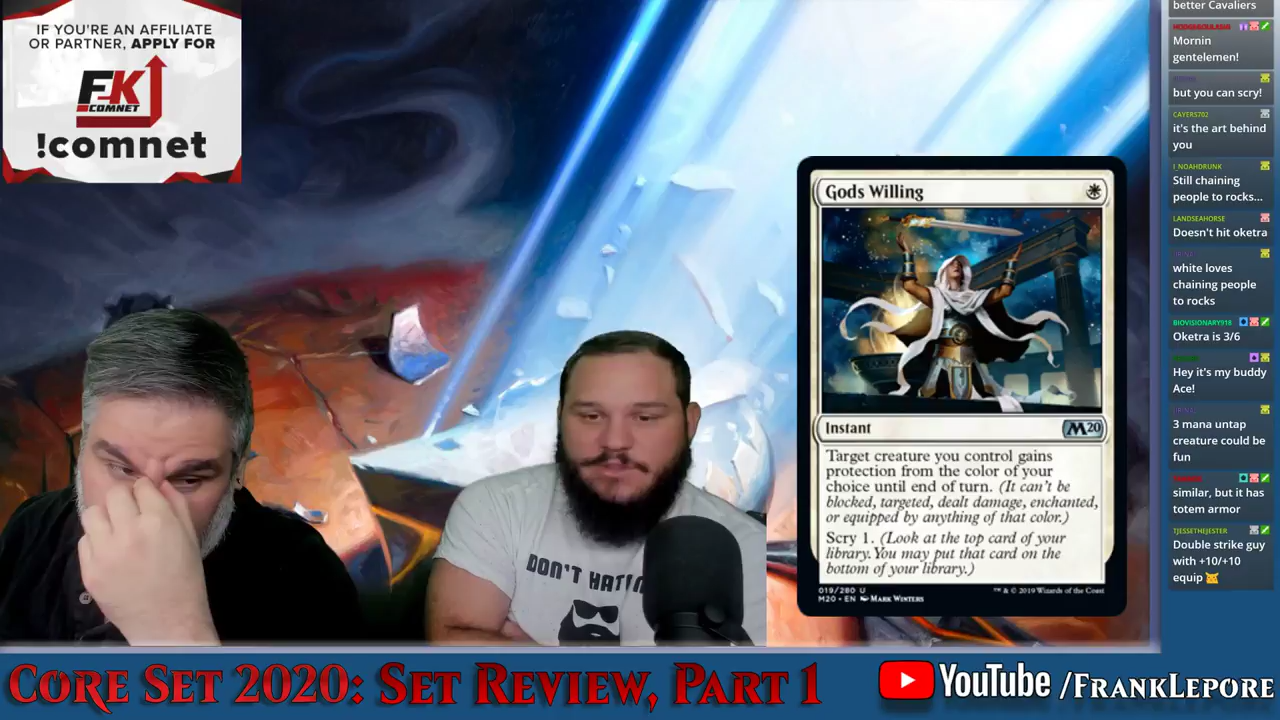 IF YOU'RE AN AFFILIATE
OR PARTNER, APPLY FOR
F2K
COMNET
!comnet
Gods Willing
Instant
M20
Target creature you control gains
protection from the color of your
choice until end of turn. (It can't be
blocked, targeted, dealt damage, enchanted,
or equipped by anything of that color.)
Scry 1. (Look at the top card of your
library. You may put that card on the
bottom of your library.)
019/280 U
M20 • EN Mark Winters
™ & © 2019 Wizards of the Coast
DON'T HATIN
better Cavaliers
Mornin
gentelemen!
but you can scry!
CAYERS702
it's the art behind
you
I_NOAHDRUNK
Still chaining
people to rocks...
LANDSEAHORSE
Doesn't hit oketra
white loves
chaining people
to rocks
BIOVISIONARY918
Oketra is 3/6
Hey it's my buddy
Ace!
3 mana untap
creature could be
fun
similar, but it has
totem armor
TJESSETHEJESTER
Double strike guy
with +10/+10
equip
Core Set 2020: Set Review, Part 1
YouTube /FrankLepore